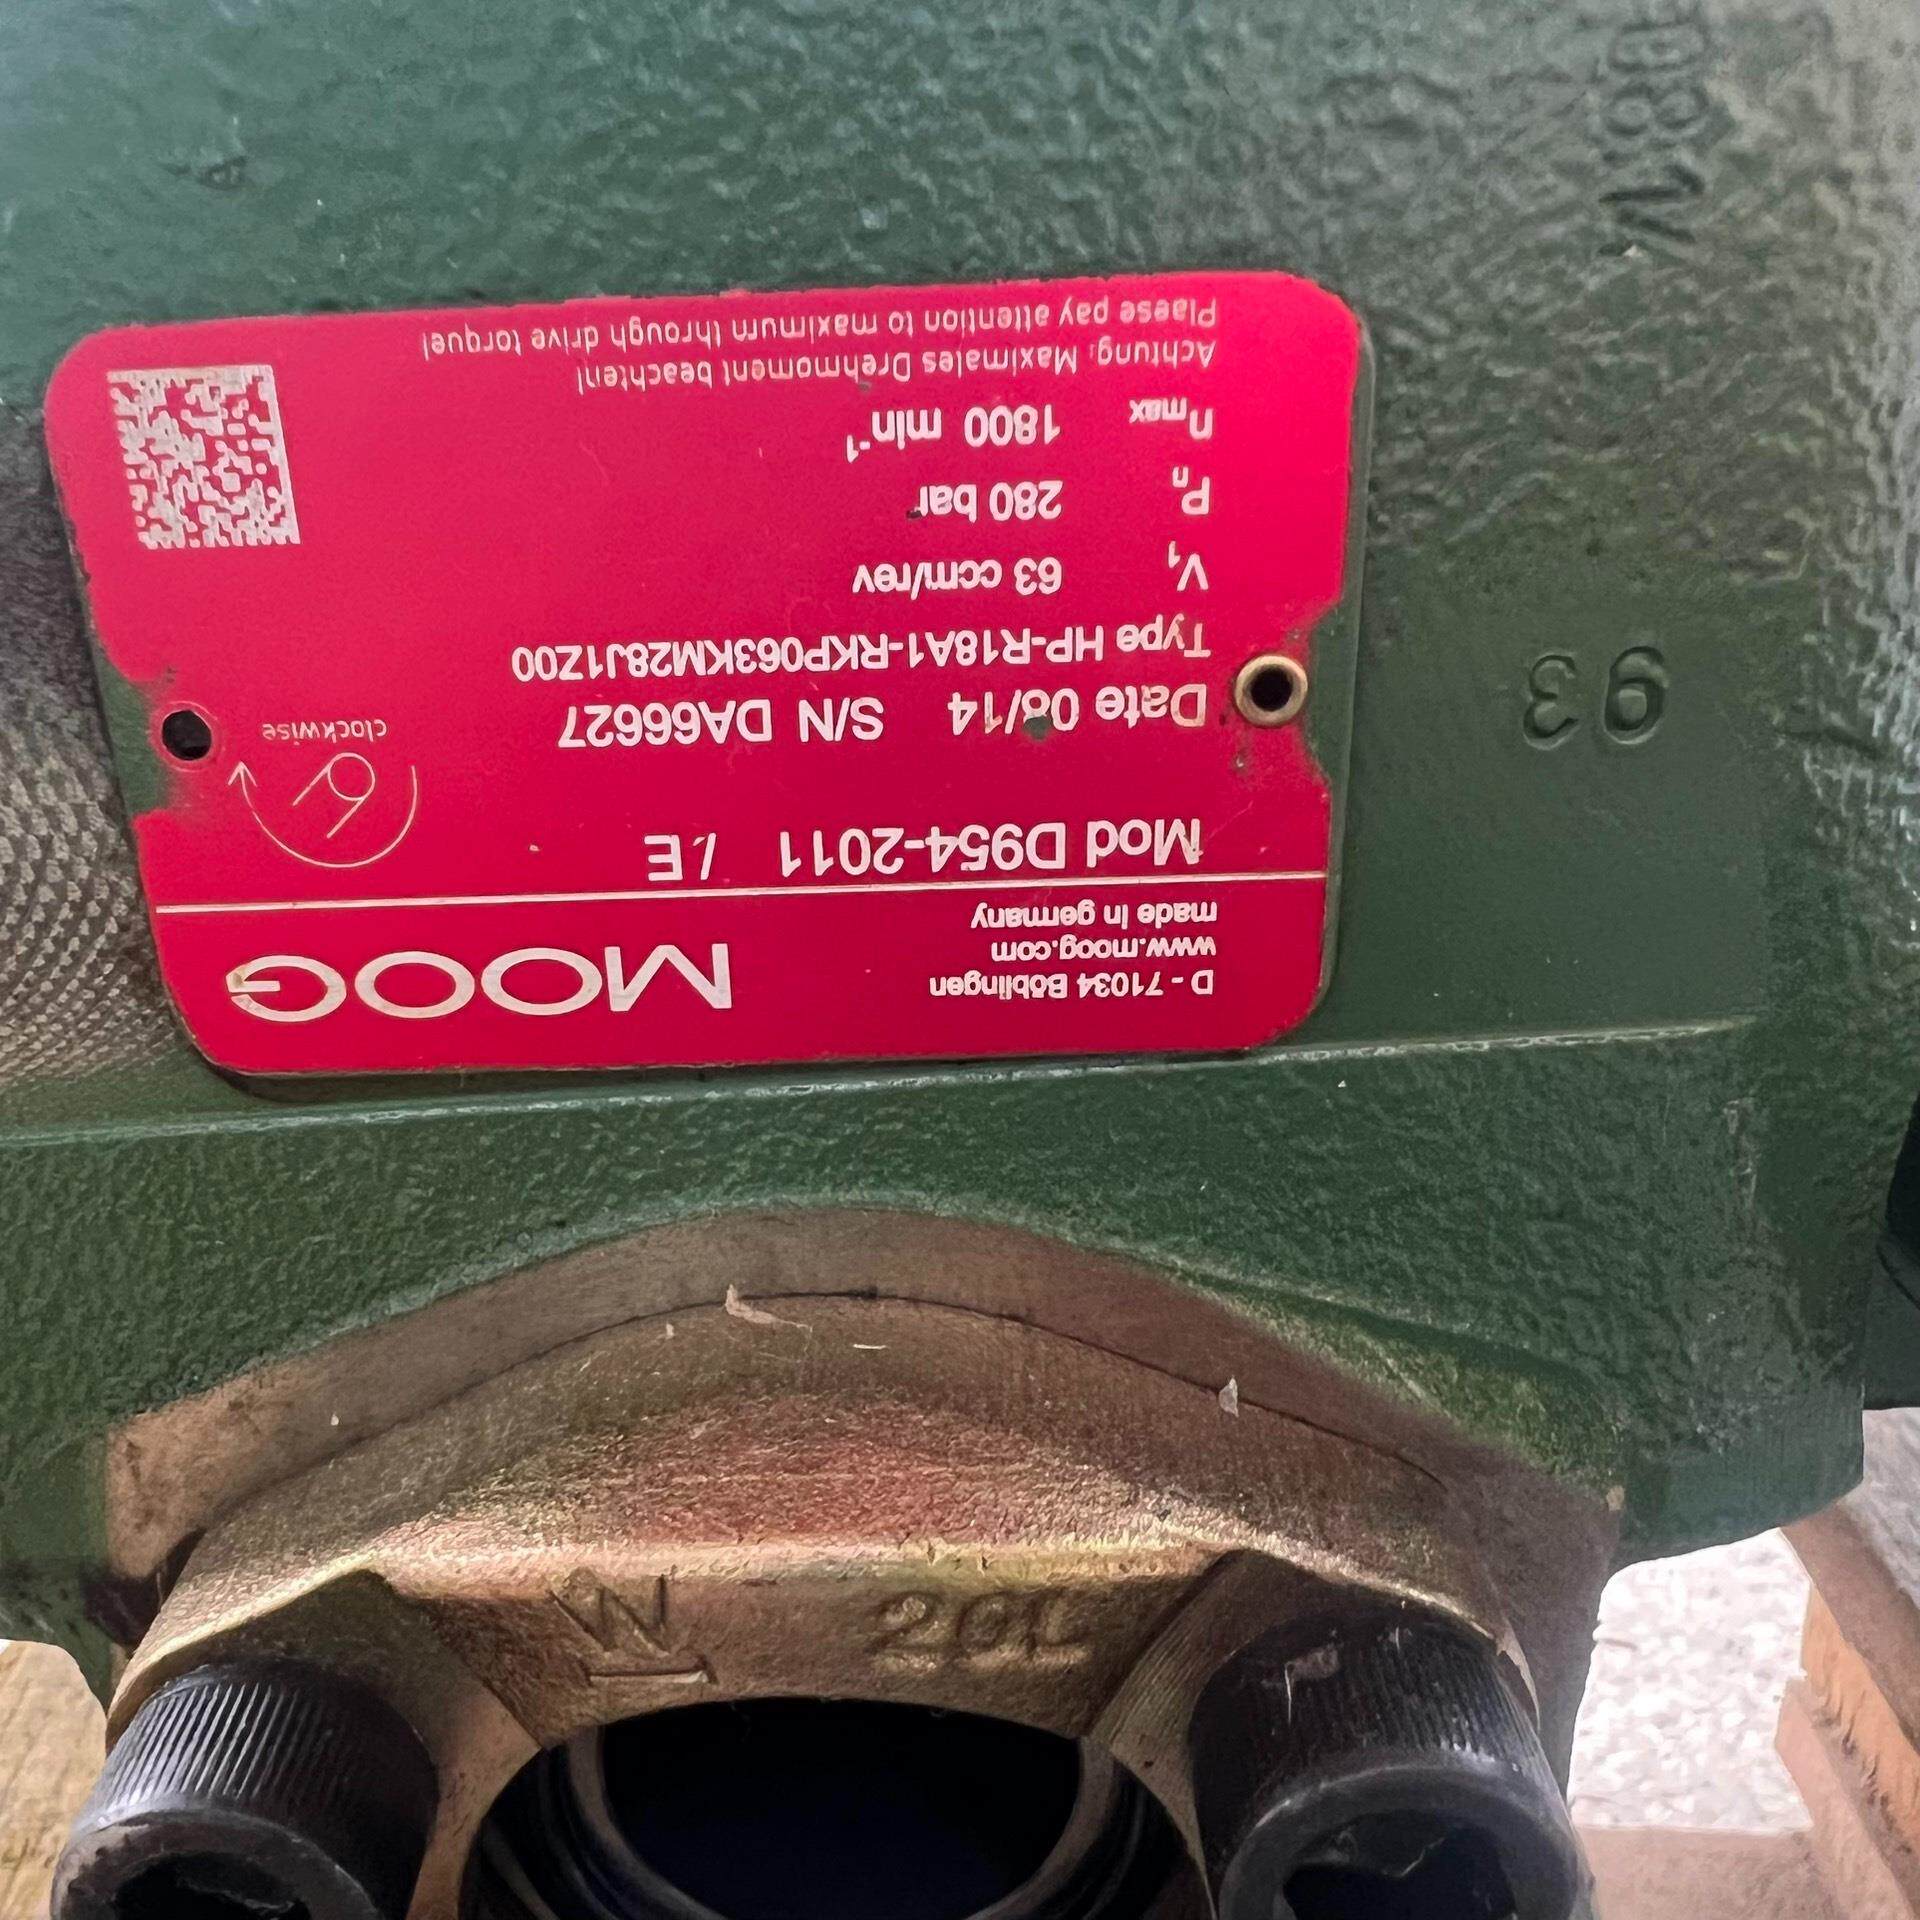 MOOG
D - 71034 Böblingen
www.moog.com
made in germany
Mod D954-2011 /.E
Date 08/14 S/N DA66627
clockwise
Type HP-R18A1-RKP063KM28J1Z00
V1 63 ccm/rev
Pn 280 bar
nmax 1800 min-1
Achtung: Maximales Drehmoment beachten!
Plaese pay attention to maximum through drive torque!
93